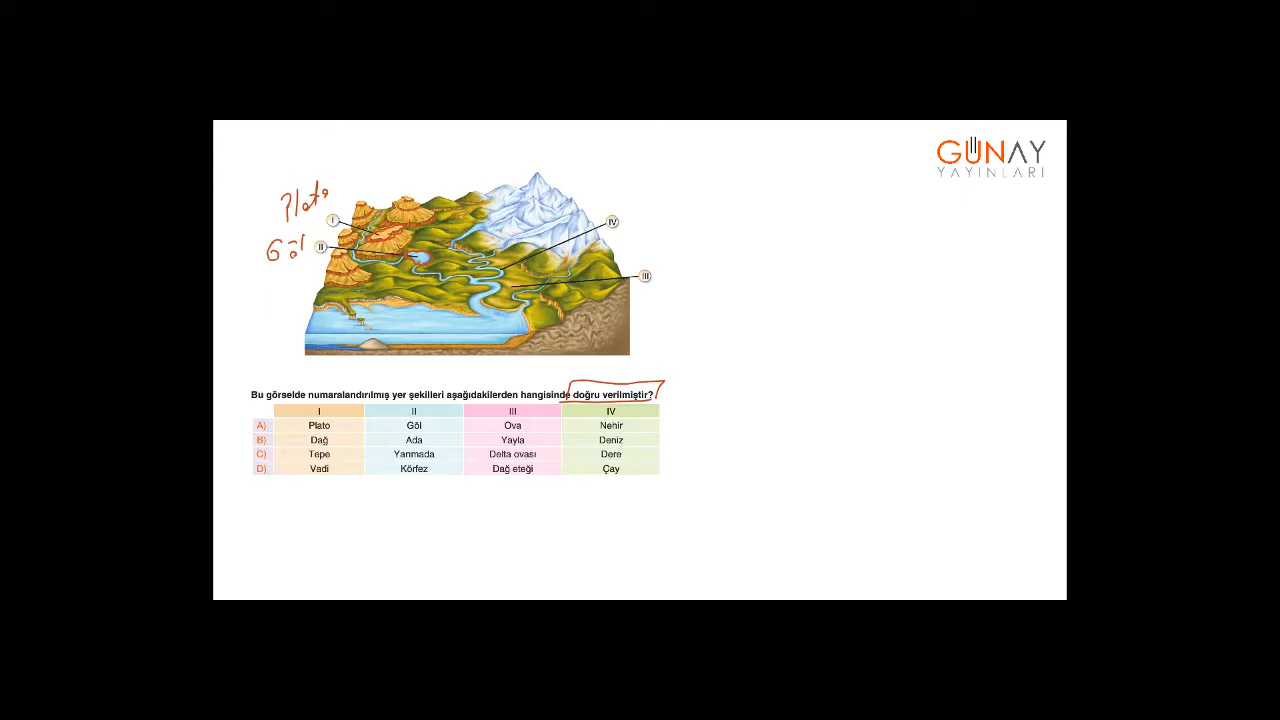 GÜNAY
YAYINLARI
Plato
I
IV
Göl
II
III
Bu görselde numaralandırılmış yer şekilleri aşağıdakilerden hangisinde doğru verilmiştir?
I II III IV
A) Plato Göl Ova Nehir
B) Dağ Ada Yayla Deniz
C) Tepe Yarımada Delta ovası Dere
D) Vadi Körfez Dağ eteği Çay